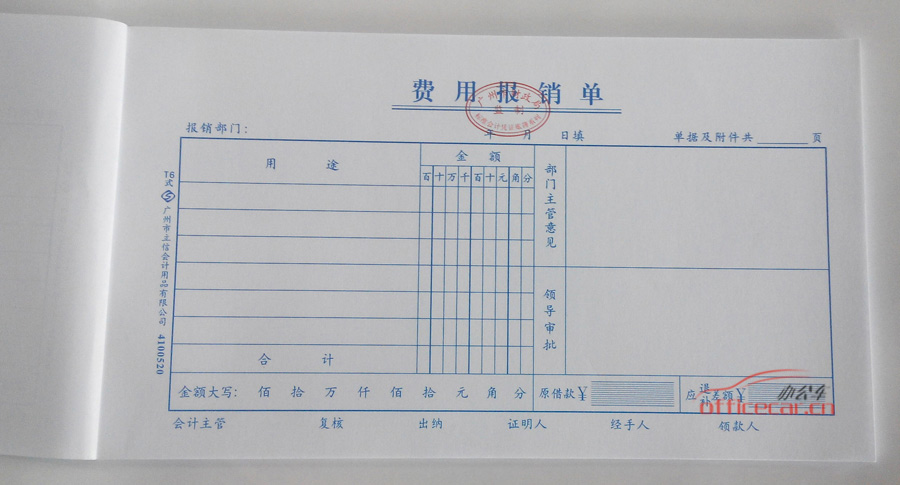 费用报销单
报销部门: 年 月 日填 单据及附件共 页
用途 金额
百十万千百十元角分
部门主管意见
领导审批
合计
金额大写: 佰 拾 万 仟 佰 拾 元 角 分 原借款¥ 应退补差额¥
会计主管 复核 出纳 证明人 经手人 领款人
T6式 广州市主信会计用品有限公司 4100520
officecar.cn